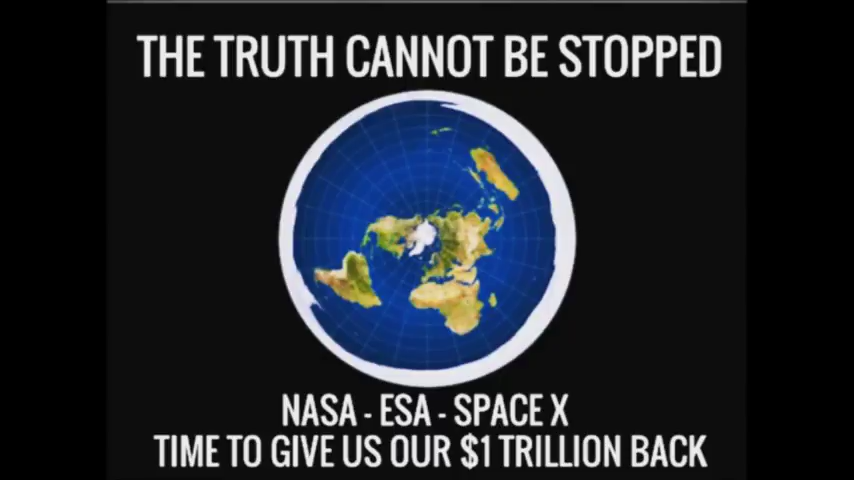 THE TRUTH CANNOT BE STOPPED
NASA - ESA - SPACE X
TIME TO GIVE US OUR $1 TRILLION BACK